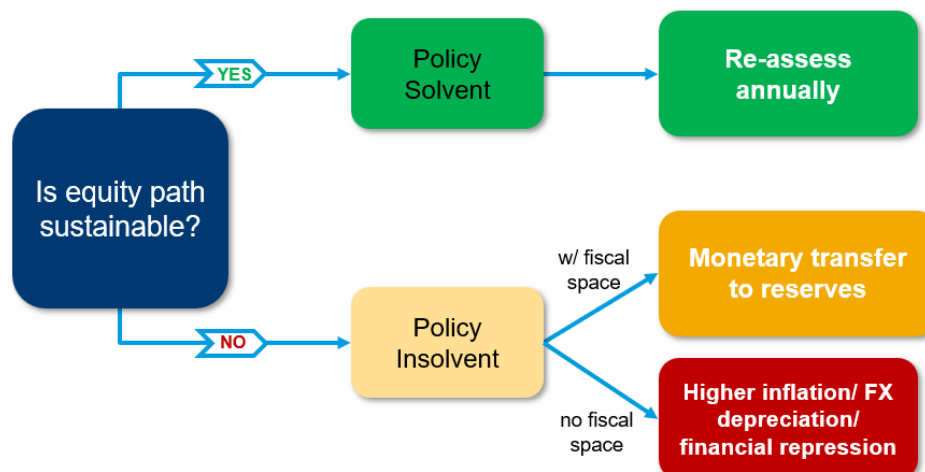 YES
Policy
Solvent
Re-assess
annually
Is equity path
sustainable?
NO
Policy
Insolvent
w/ fiscal
space
Monetary transfer
to reserves
no fiscal
space
Higher inflation/ FX
depreciation/
financial repression